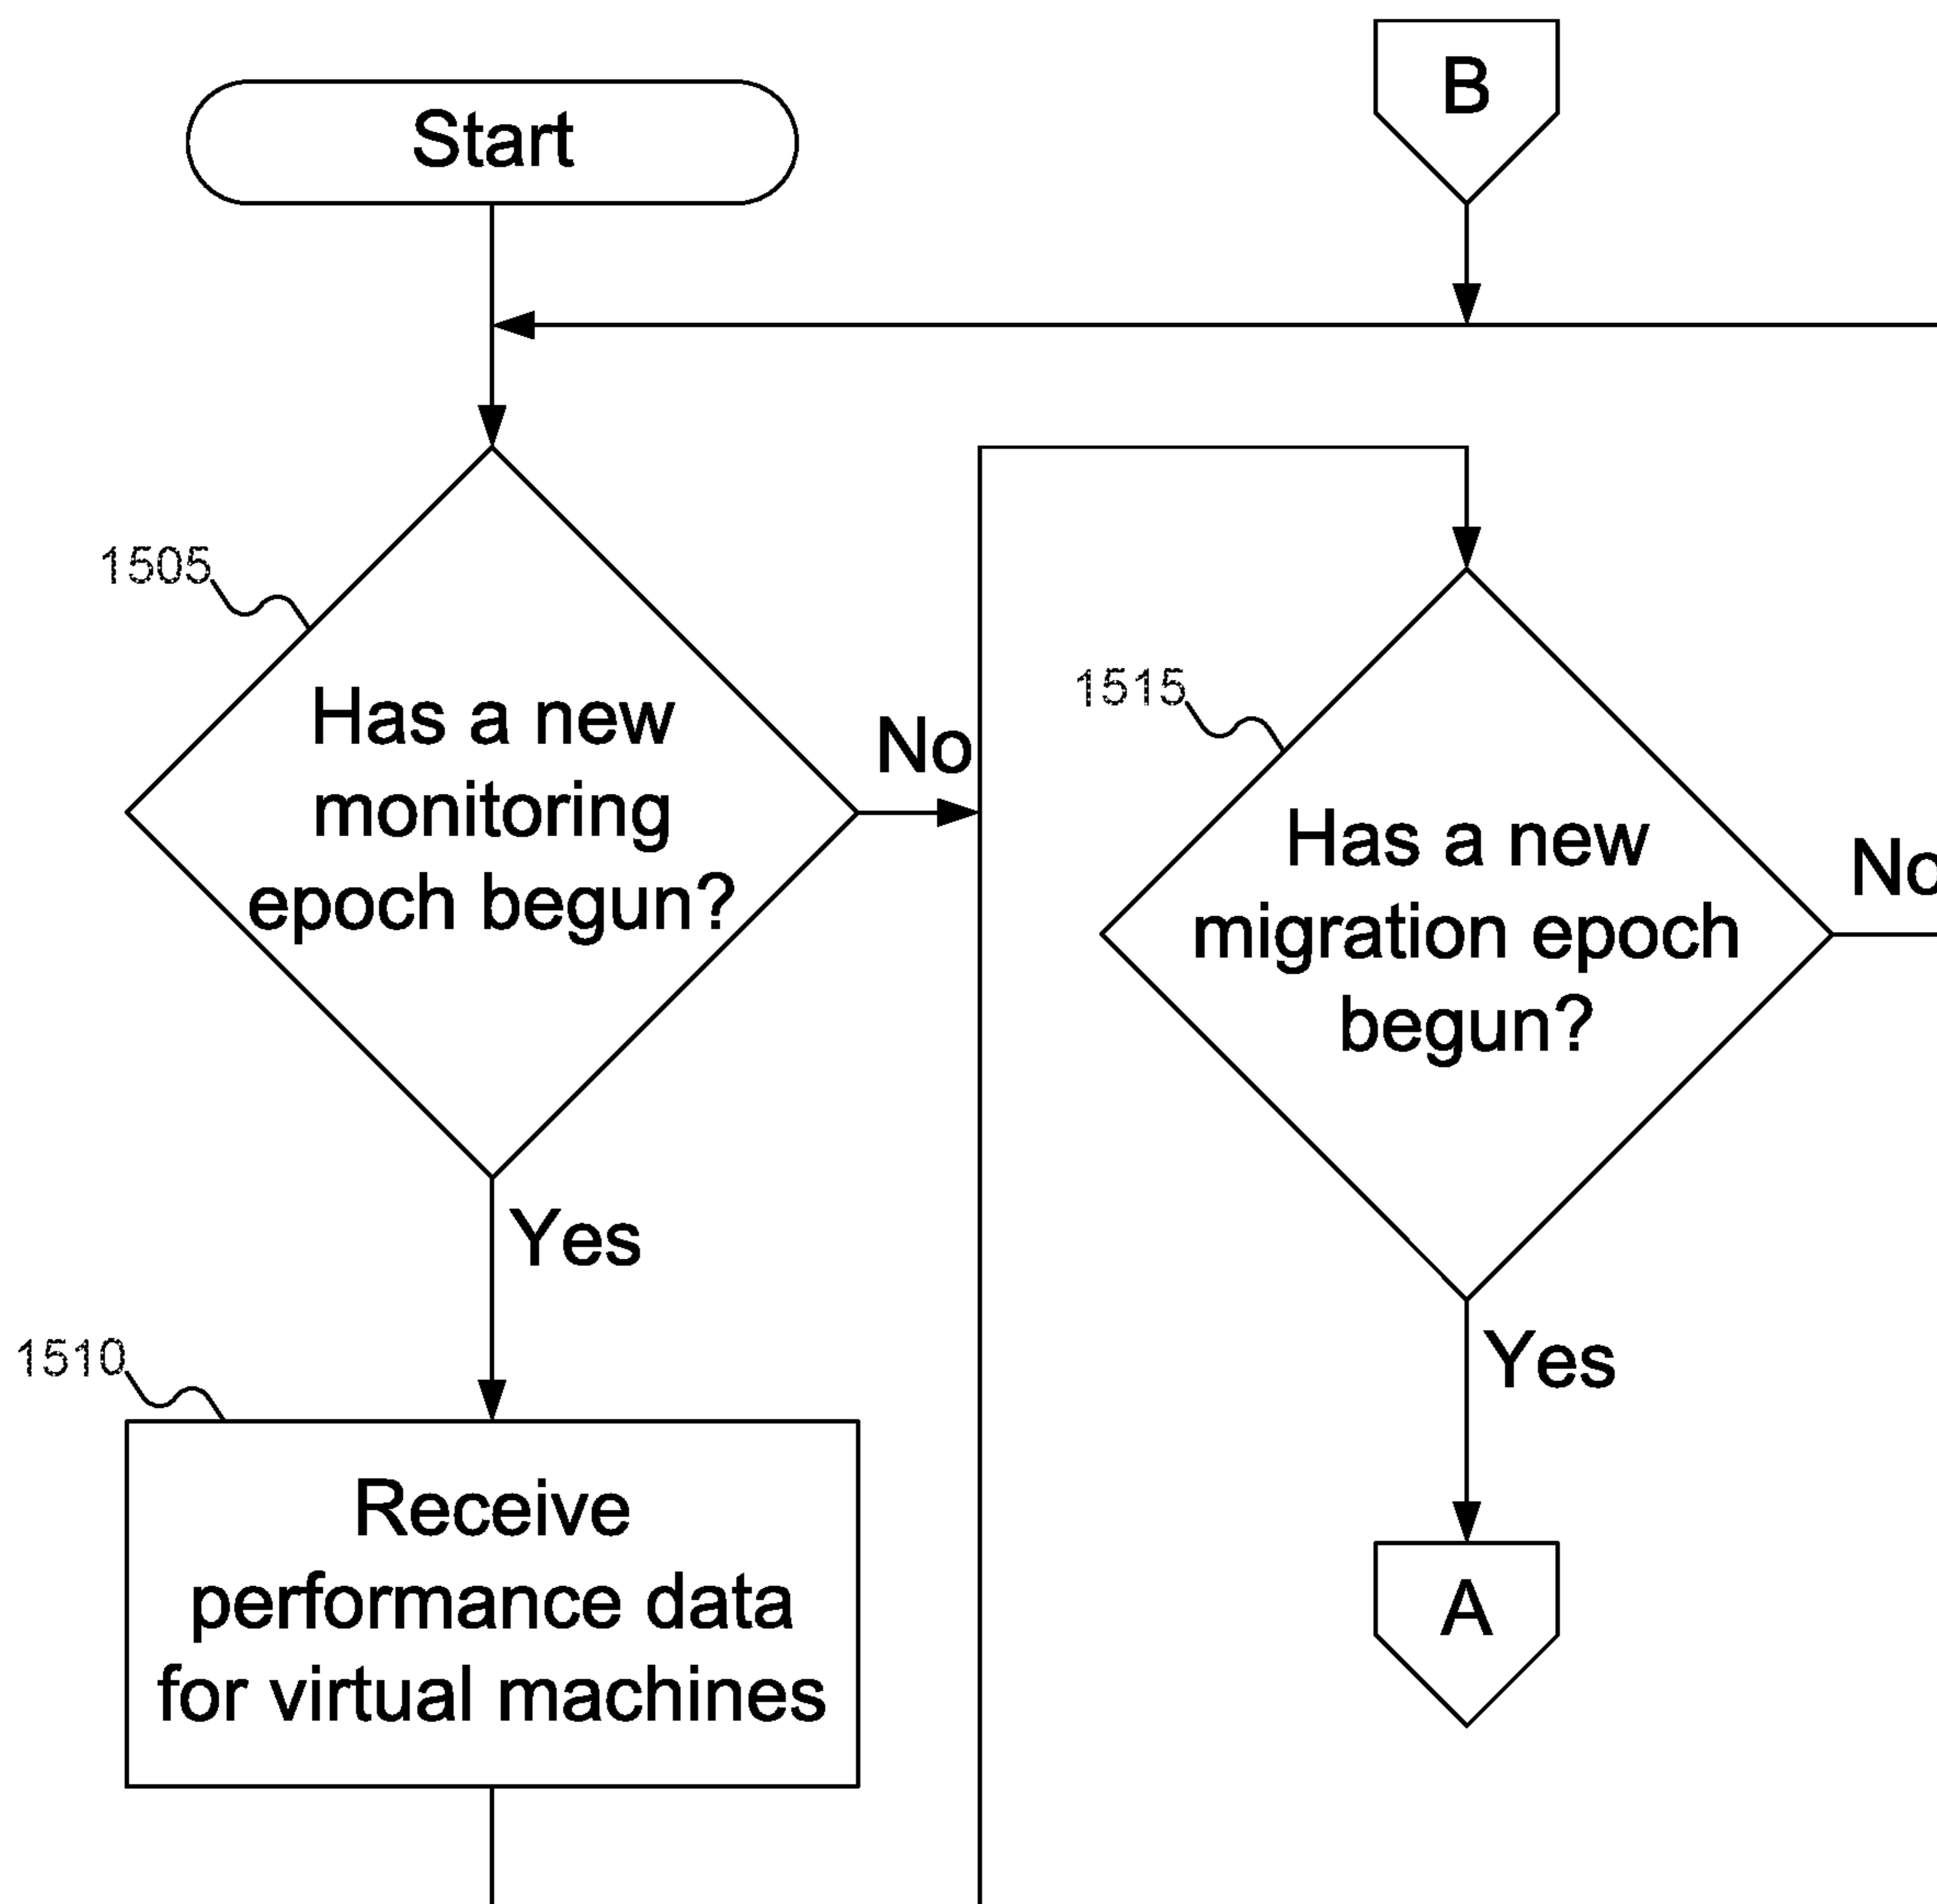 Start
B
1505
Has a new
monitoring
epoch begun?
No
Yes
1510
Receive
performance data
for virtual machines
1515
Has a new
migration epoch
begun?
No
Yes
A